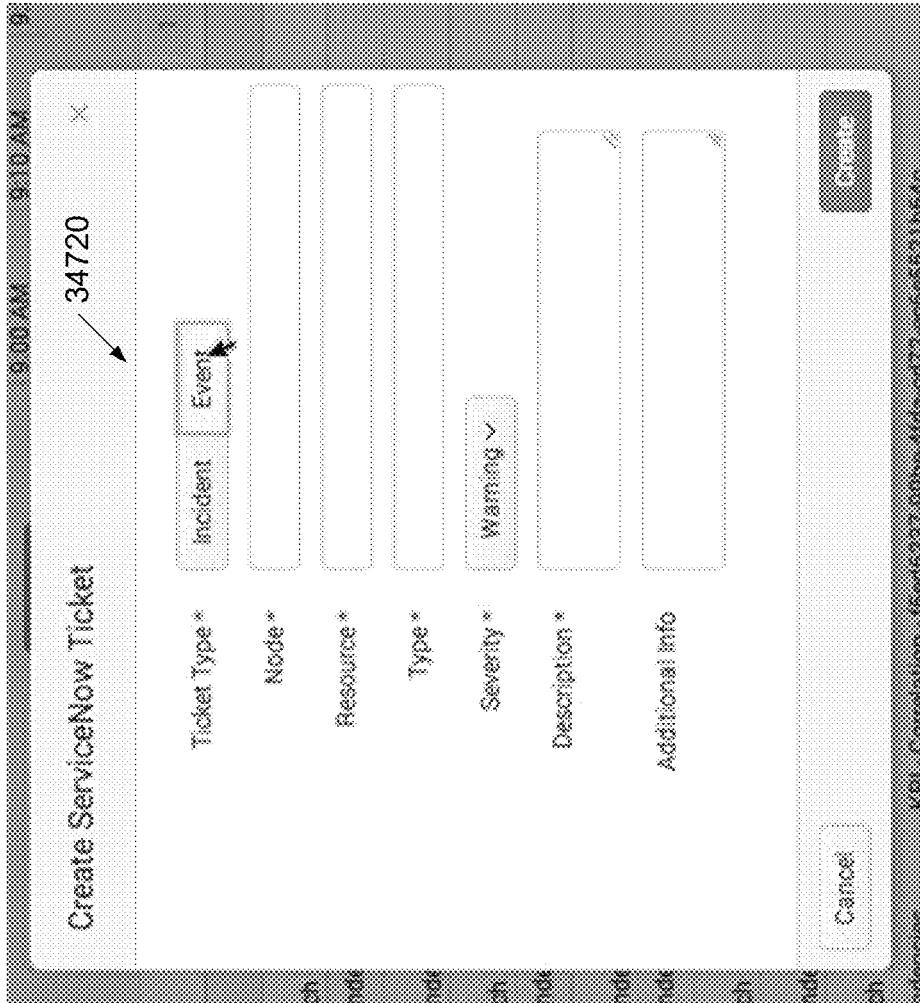 9:00 AM 9:10 AM
34720
Create ServiceNow Ticket ×
Ticket Type * Incident Event
Node *
Resource *
Type *
Severity * Warning
Description *
Additional Info
Cancel Create